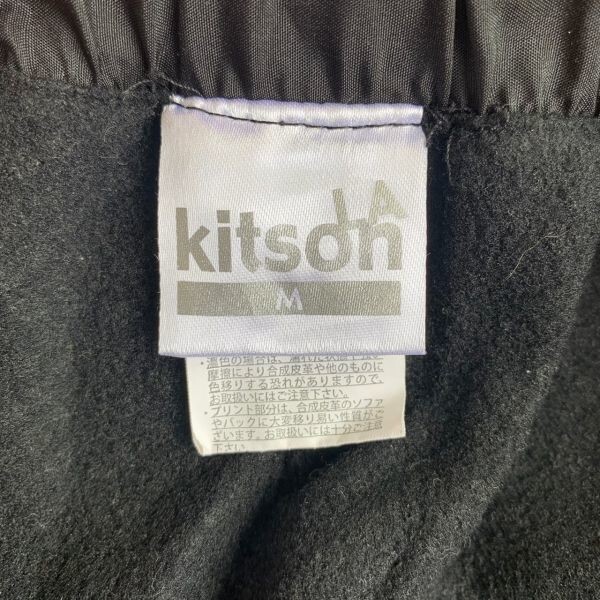 LA
kitson
M
・濃色の場合は、濡れた状態や強い
摩擦により合成皮革や他のものに
色移りする恐れがありますので、
お取扱いにはご注意下さい。
・プリント部分は、合成皮革のソファ
やバックに大変移り易い性質がご
ざいます。お取扱いには十分ご注意
下さい。